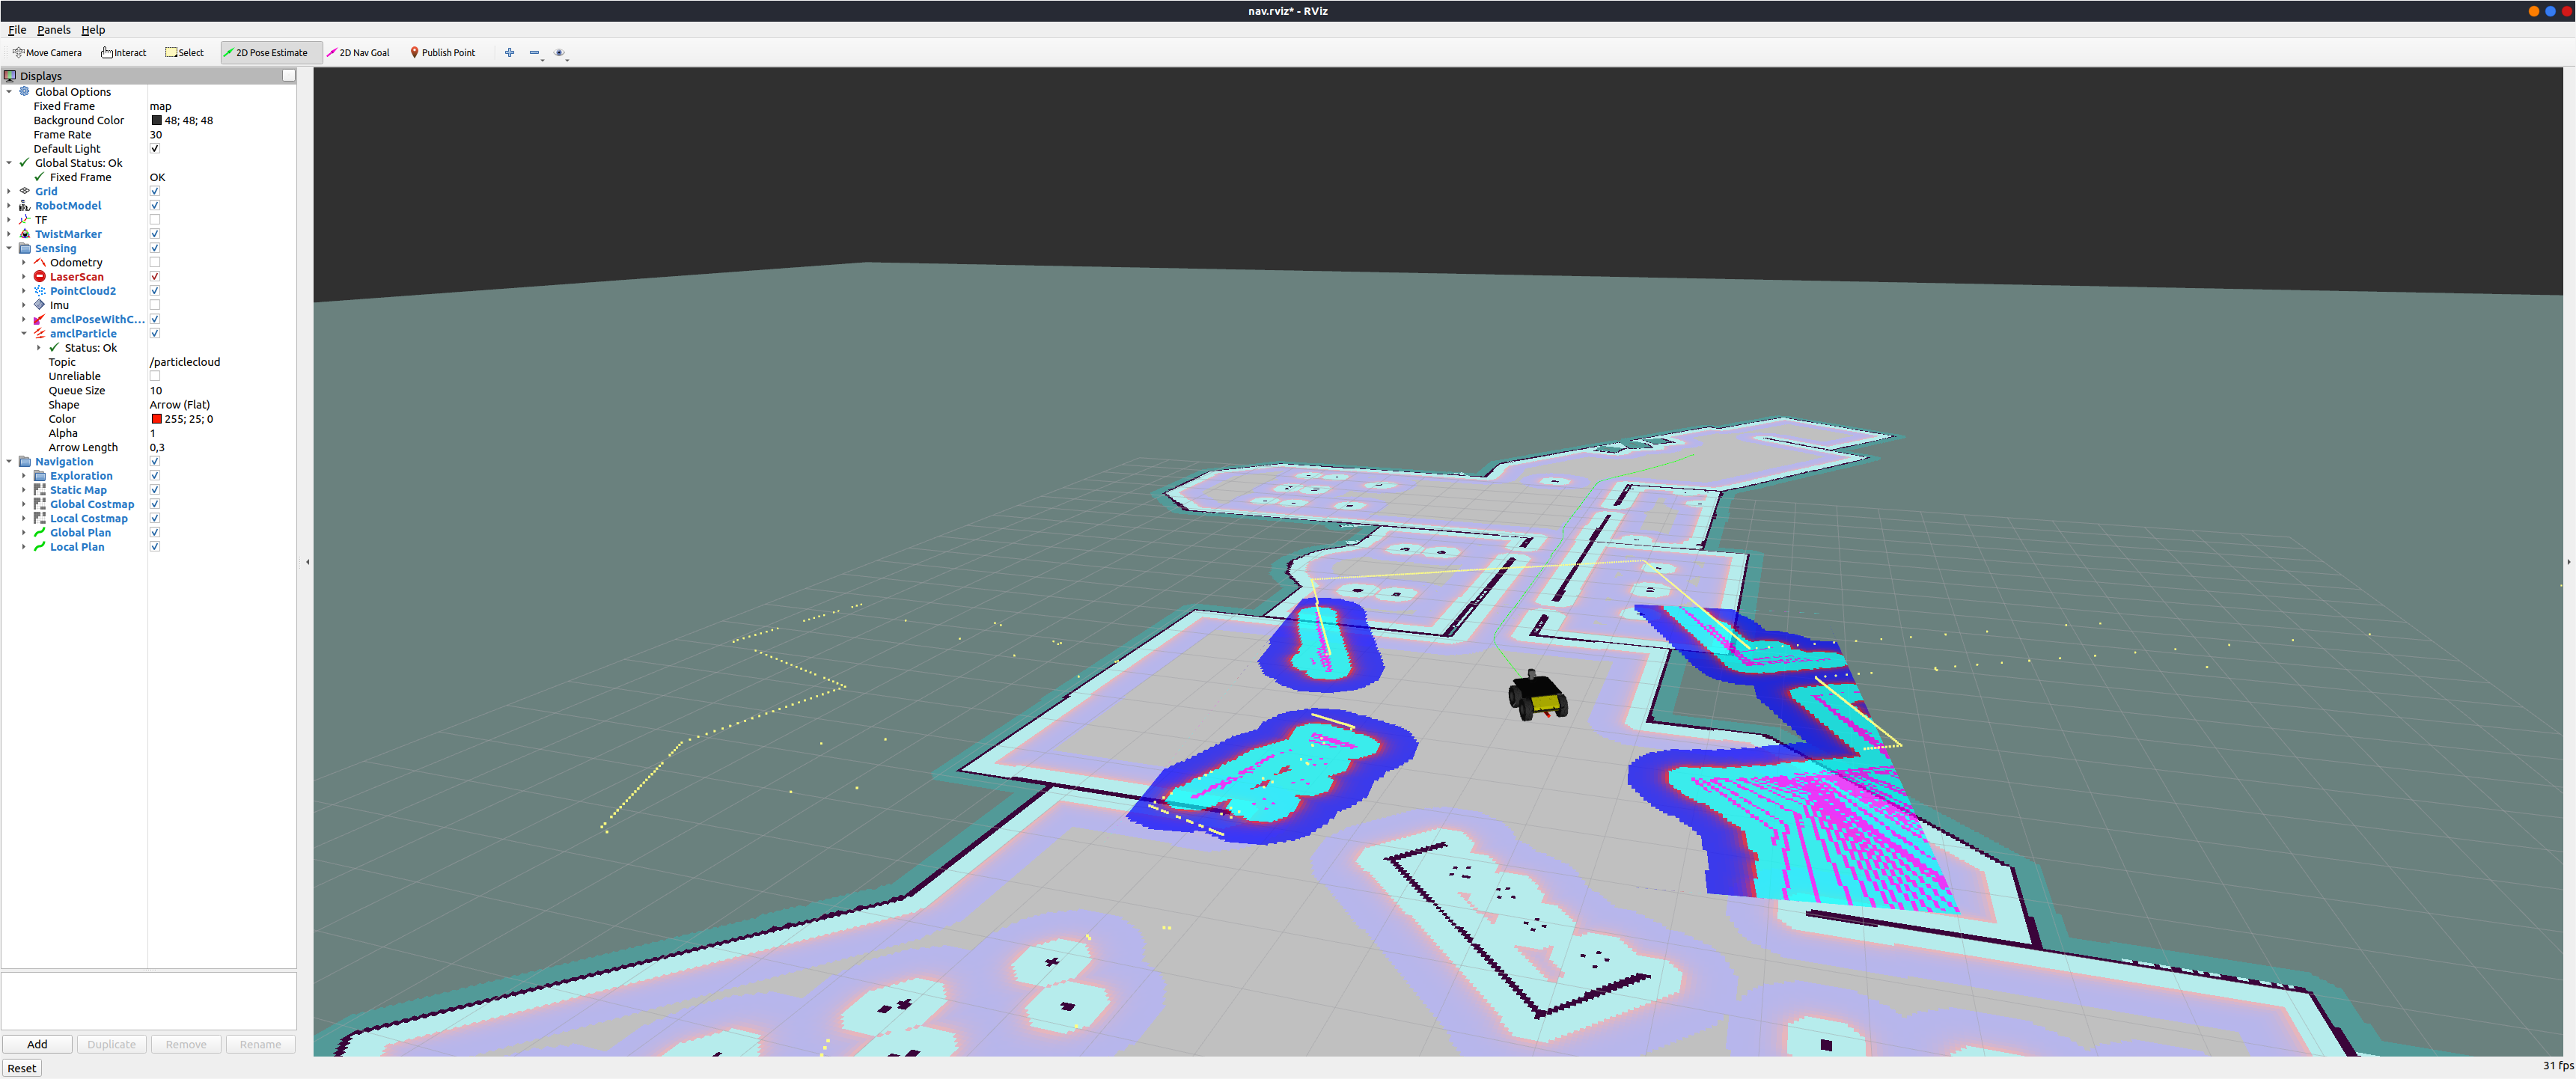 nav.rviz* - RViz
File Panels Help
Move Camera Interact Select 2D Pose Estimate 2D Nav Goal Publish Point
Displays
Global Options
Fixed Frame map
Background Color 48; 48; 48
Frame Rate 30
Default Light
Global Status: Ok
Fixed Frame OK
Grid
RobotModel
TF
TwistMarker
Sensing
Odometry
LaserScan
PointCloud2
Imu
amclPoseWithC...
amclParticle
Status: Ok
Topic /particlecloud
Unreliable
Queue Size 10
Shape Arrow (Flat)
Color 255; 25; 0
Alpha 1
Arrow Length 0,3
Navigation
Exploration
Static Map
Global Costmap
Local Costmap
Global Plan
Local Plan
Add Duplicate Remove Rename
Reset
31 fps